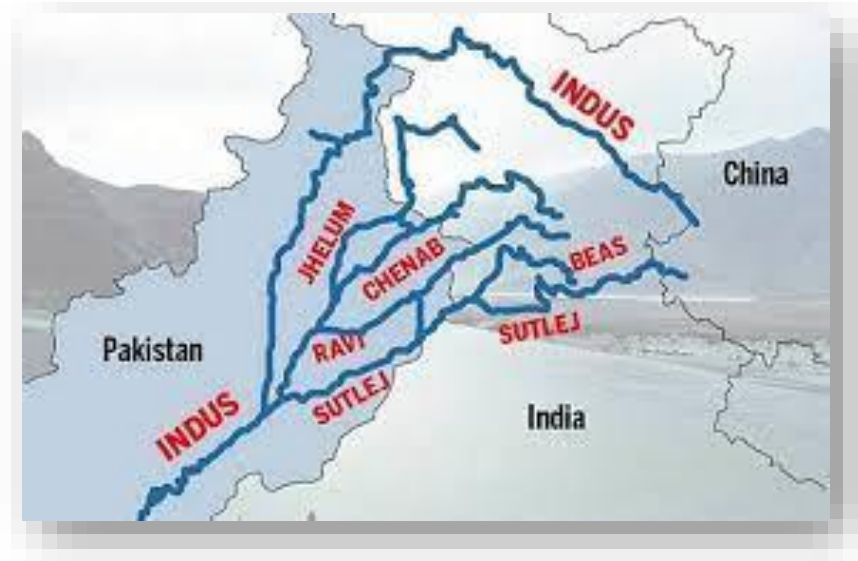 INDUS
China
JHELUM
CHENAB
BEAS
RAVI
SUTLEJ
Pakistan
SUTLEJ
INDUS
India